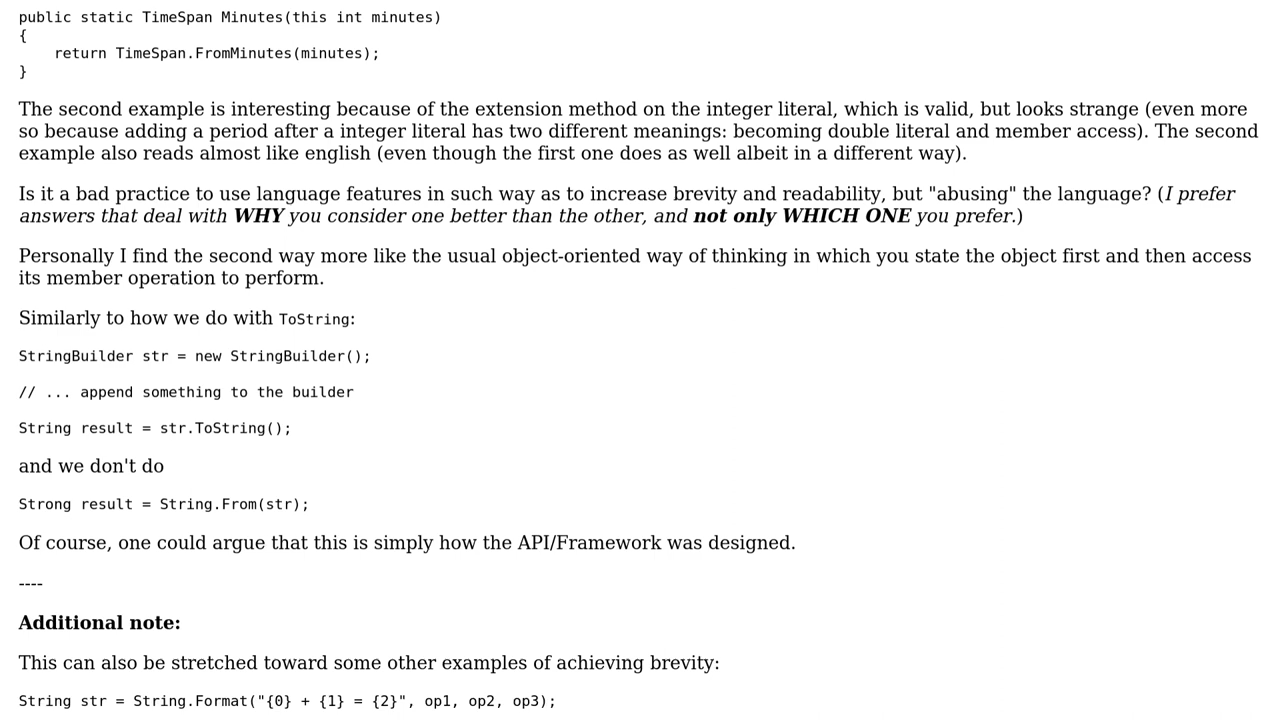 public static TimeSpan Minutes(this int minutes)
{
    return TimeSpan.FromMinutes(minutes);
}
The second example is interesting because of the extension method on the integer literal, which is valid, but looks strange (even more
so because adding a period after a integer literal has two different meanings: becoming double literal and member access). The second
example also reads almost like english (even though the first one does as well albeit in a different way).
Is it a bad practice to use language features in such way as to increase brevity and readability, but "abusing" the language? (I prefer
answers that deal with WHY you consider one better than the other, and not only WHICH ONE you prefer.)
Personally I find the second way more like the usual object-oriented way of thinking in which you state the object first and then access
its member operation to perform.
Similarly to how we do with ToString:
StringBuilder str = new StringBuilder();
// ... append something to the builder
String result = str.ToString();
and we don't do
Strong result = String.From(str);
Of course, one could argue that this is simply how the API/Framework was designed.
----
Additional note:
This can also be stretched toward some other examples of achieving brevity:
String str = String.Format("{0} + {1} = {2}", op1, op2, op3);